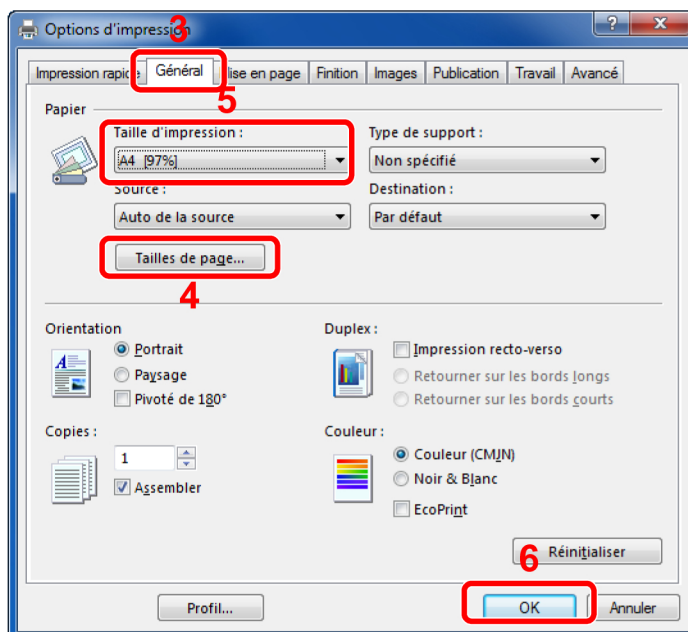 Options d'impression
3
Impression rapide Général Mise en page Finition Images Publication Travail Avancé
5
Papier
Taille d'impression : Type de support :
A4 [97%] Non spécifié
Source : Destination :
Auto de la source Par défaut
Tailles de page...
4
Orientation Duplex :
Portrait Impression recto-verso
Paysage Retourner sur les bords longs
Pivoté de 180° Retourner sur les bords courts
Copies : Couleur :
1 Couleur (CMJN)
Assembler Noir & Blanc
EcoPrint
6 Réinitialiser
Profil... OK Annuler